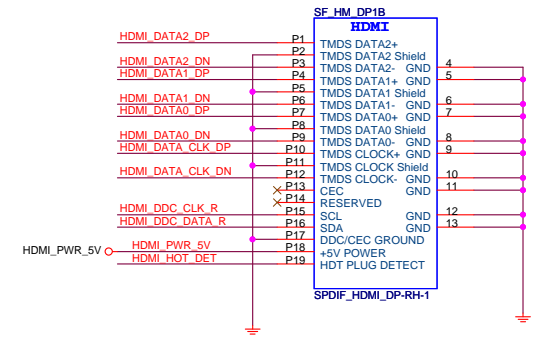 SF_HM_DP1B
HDMI
HDMI_DATA2_DP P1 TMDS DATA2+
P2 TMDS DATA2 Shield
HDMI_DATA2_DN P3 TMDS DATA2- GND 4
HDMI_DATA1_DP P4 TMDS DATA1+ GND 5
P5 TMDS DATA1 Shield
HDMI_DATA1_DN P6 TMDS DATA1- GND 6
HDMI_DATA0_DP P7 TMDS DATA0+ GND 7
P8 TMDS DATA0 Shield
HDMI_DATA0_DN P9 TMDS DATA0- GND 8
HDMI_DATA_CLK_DP P10 TMDS CLOCK+ GND 9
P11 TMDS CLOCK Shield
HDMI_DATA_CLK_DN P12 TMDS CLOCK- GND 10
P13 CEC GND 11
P14 RESERVED
HDMI_DDC_CLK_R P15 SCL GND 12
HDMI_DDC_DATA_R P16 SDA GND 13
P17 DDC/CEC GROUND
HDMI_PWR_5V HDMI_PWR_5V P18 +5V POWER
HDMI_HOT_DET P19 HDT PLUG DETECT
SPDIF_HDMI_DP-RH-1